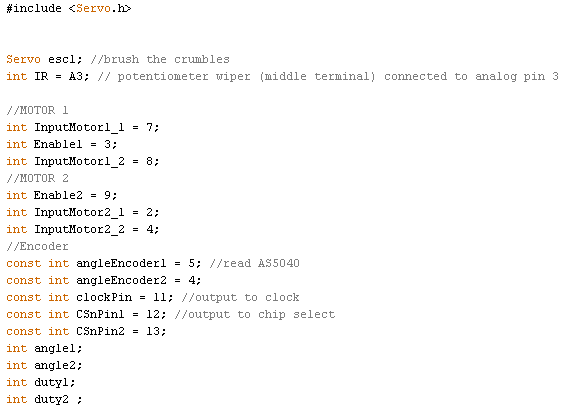 #include <Servo.h>
Servo esc1; //brush the crumbles
int IR = A3; // potentiometer wiper (middle terminal) connected to analog pin 3
//MOTOR 1
int InputMotor1_1 = 7;
int Enable1 = 3;
int InputMotor1_2 = 8;
//MOTOR 2
int Enable2 = 9;
int InputMotor2_1 = 2;
int InputMotor2_2 = 4;
//Encoder
const int angleEncoder1 = 5; //read AS5040
const int angleEncoder2 = 4;
const int clockPin = 11; //output to clock
const int CSnPin1 = 12; //output to chip select
const int CSnPin2 = 13;
int angle1;
int angle2;
int duty1;
int duty2 ;